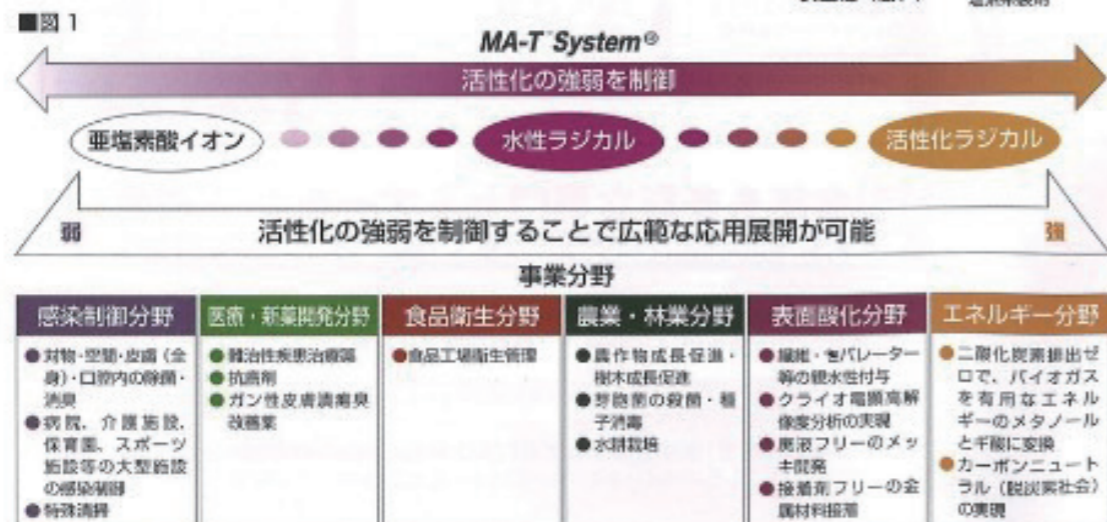 ■図 1
MA-T System®
活性化の強弱を制御
亜塩素酸イオン
水性ラジカル
活性化ラジカル
弱
活性化の強弱を制御することで広範な応用展開が可能
強
事業分野
感染制御分野
●対物・空間・皮膚（全
身）・口腔内の除菌・
消臭
●病院、介護施設、
保育園、スポーツ
施設等の大型施設
の感染制御
●特殊清掃
医療・新薬開発分野
●難治性疾患治療薬
●抗癌剤
●ガン性皮膚潰瘍臭
改善薬
食品衛生分野
●食品工場衛生管理
農業・林業分野
●農作物成長促進・
樹木成長促進
●芽胞菌の殺菌・種
子消毒
●水耕栽培
表面酸化分野
●繊維・セパレーター
等の親水性付与
●クライオ電顕高解
像度分析の実現
●廃液フリーのメッ
キ開発
●接着剤フリーの金
属材料接着
エネルギー分野
●二酸化炭素排出ゼ
ロで、バイオガス
を有用なエネル
ギーのメタノール
とギ酸に変換
●カーボンニュート
ラル（脱炭素社会）
の実現